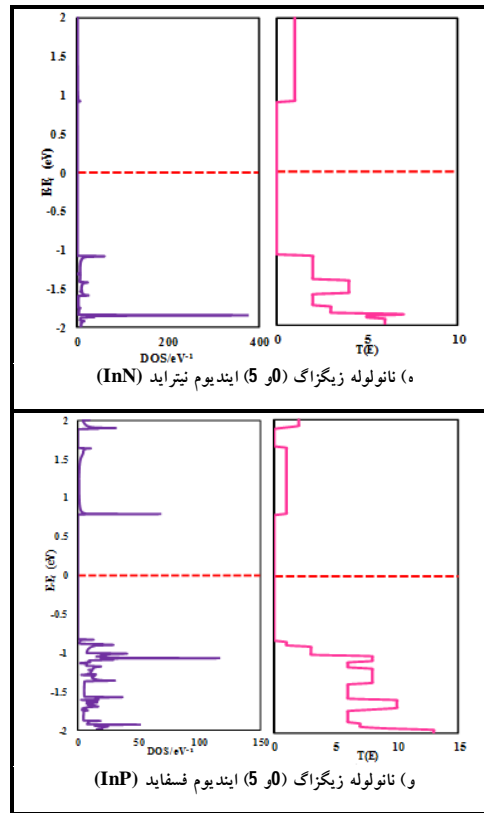 2
1.5
1
0.5
0
-0.5
-1
-1.5
-2
E-Ef (eV)
0 200 400
DOS/eV⁻¹
0 5 10
T(E)
ه) نانولوله زیگزاگ (0و 5) ایندیوم نیتراید (InN)
2
1.5
1
0.5
0
-0.5
-1
-1.5
-2
E-Ef (eV)
0 50 100 150
DOS/eV⁻¹
0 5 10 15
T(E)
و) نانولوله زیگزاگ (0و 5) ایندیوم فسفاید (InP)